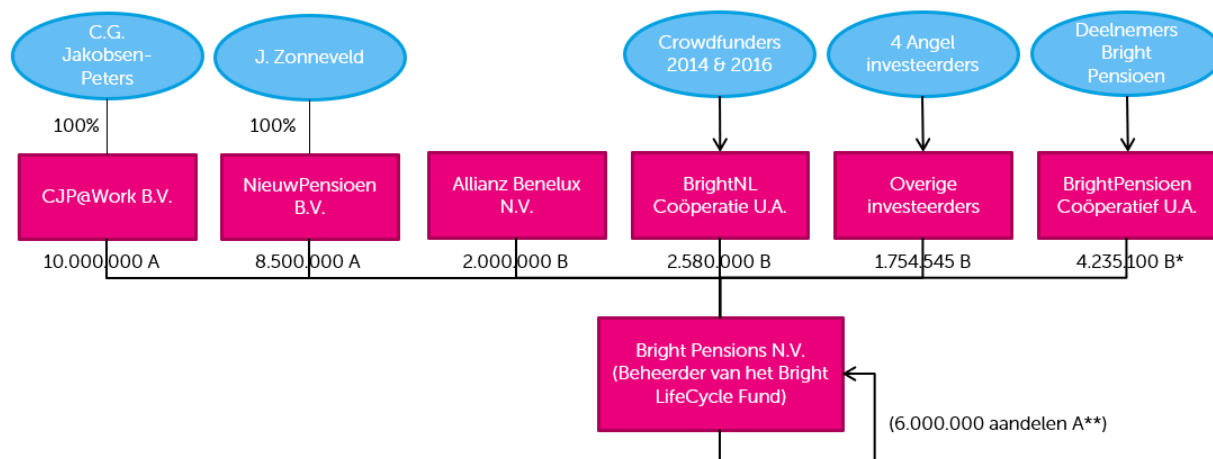 C.G.
Jakobsen-
Peters
J. Zonneveld
Crowdfunders
2014 & 2016
4 Angel
investeerders
Deelnemers
Bright
Pensioen
100%
100%
CJP@Work B.V.
NieuwPensioen
B.V.
Allianz Benelux
N.V.
BrightNL
Coöperatie U.A.
Overige
investeerders
BrightPensioen
Coöperatief U.A.
10.000.000 A
8.500.000 A
2.000.000 B
2.580.000 B
1.754.545 B
4.235.100 B*
Bright Pensions N.V.
(Beheerder van het Bright
LifeCycle Fund)
(6.000.000 aandelen A**)